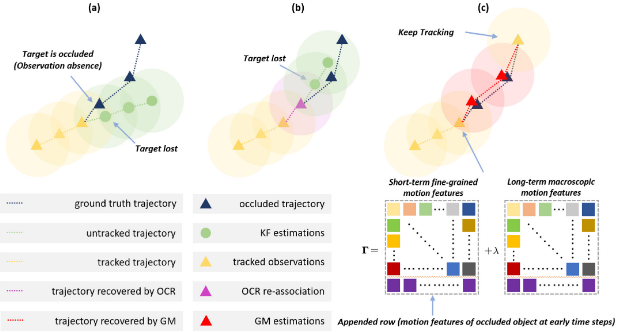 (a)
(b)
(c)
Target is occluded
(Observation absence)
Target lost
Target lost
Keep Tracking
ground truth trajectory
untracked trajectory
tracked trajectory
trajectory recovered by OCR
trajectory recovered by GM
occluded trajectory
KF estimations
tracked observations
OCR re-association
GM estimations
Short-term fine-grained
motion features
Long-term macroscopic
motion features
Γ = +λ
Appended row (motion features of occluded object at early time steps)